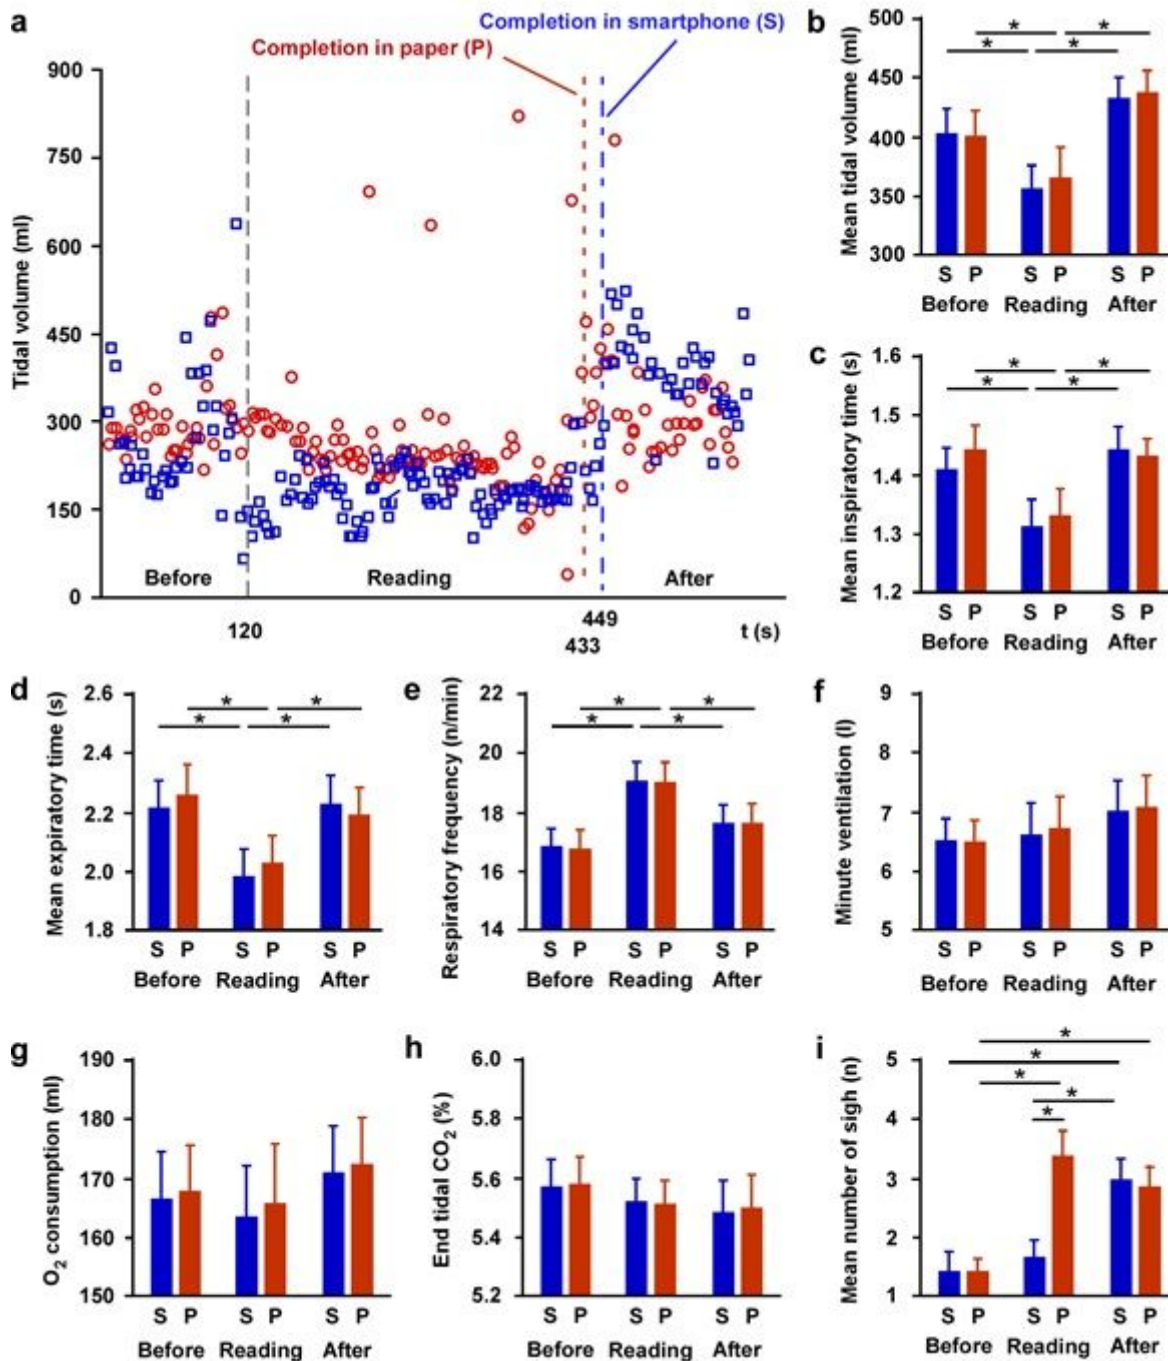 a
Completion in smartphone (S)
Completion in paper (P)
Tidal volume (ml)
900
750
600
450
300
150
0
Before Reading After
120 449 t (s)
433
b
Mean tidal volume (ml)
500
450
400
350
300
* *
* *
S P S P S P
Before Reading After
c
Mean inspiratory time (s)
1.6
1.5
1.4
1.3
1.2
* *
* *
S P S P S P
Before Reading After
d
Mean expiratory time (s)
2.6
2.4
2.2
2.0
1.8
* *
* *
S P S P S P
Before Reading After
e
Respiratory frequency (n/min)
22
20
18
16
14
* *
* *
S P S P S P
Before Reading After
f
Minute ventilation (l)
9
8
7
6
5
S P S P S P
Before Reading After
g
O2 consumption (ml)
190
180
170
160
150
S P S P S P
Before Reading After
h
End tidal CO2 (%)
6.0
5.8
5.6
5.4
5.2
S P S P S P
Before Reading After
i
Mean number of sigh (n)
5
4
3
2
1
*
*
*
*
*
S P S P S P
Before Reading After